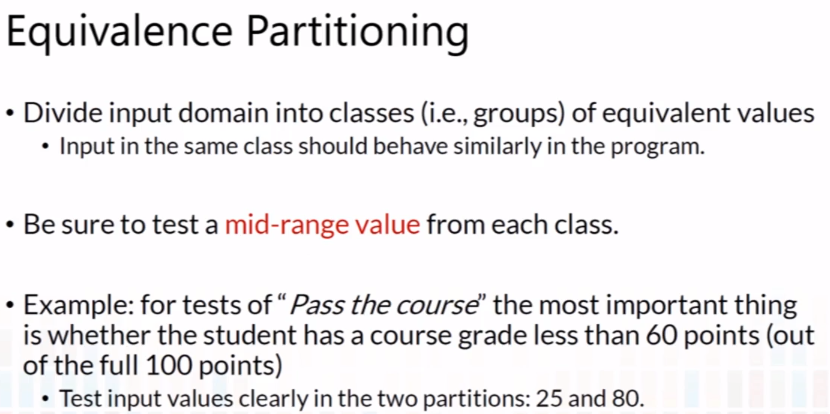 Equivalence Partitioning
• Divide input domain into classes (i.e., groups) of equivalent values
• Input in the same class should behave similarly in the program.
• Be sure to test a mid-range value from each class.
• Example: for tests of “Pass the course” the most important thing
is whether the student has a course grade less than 60 points (out
of the full 100 points)
• Test input values clearly in the two partitions: 25 and 80.